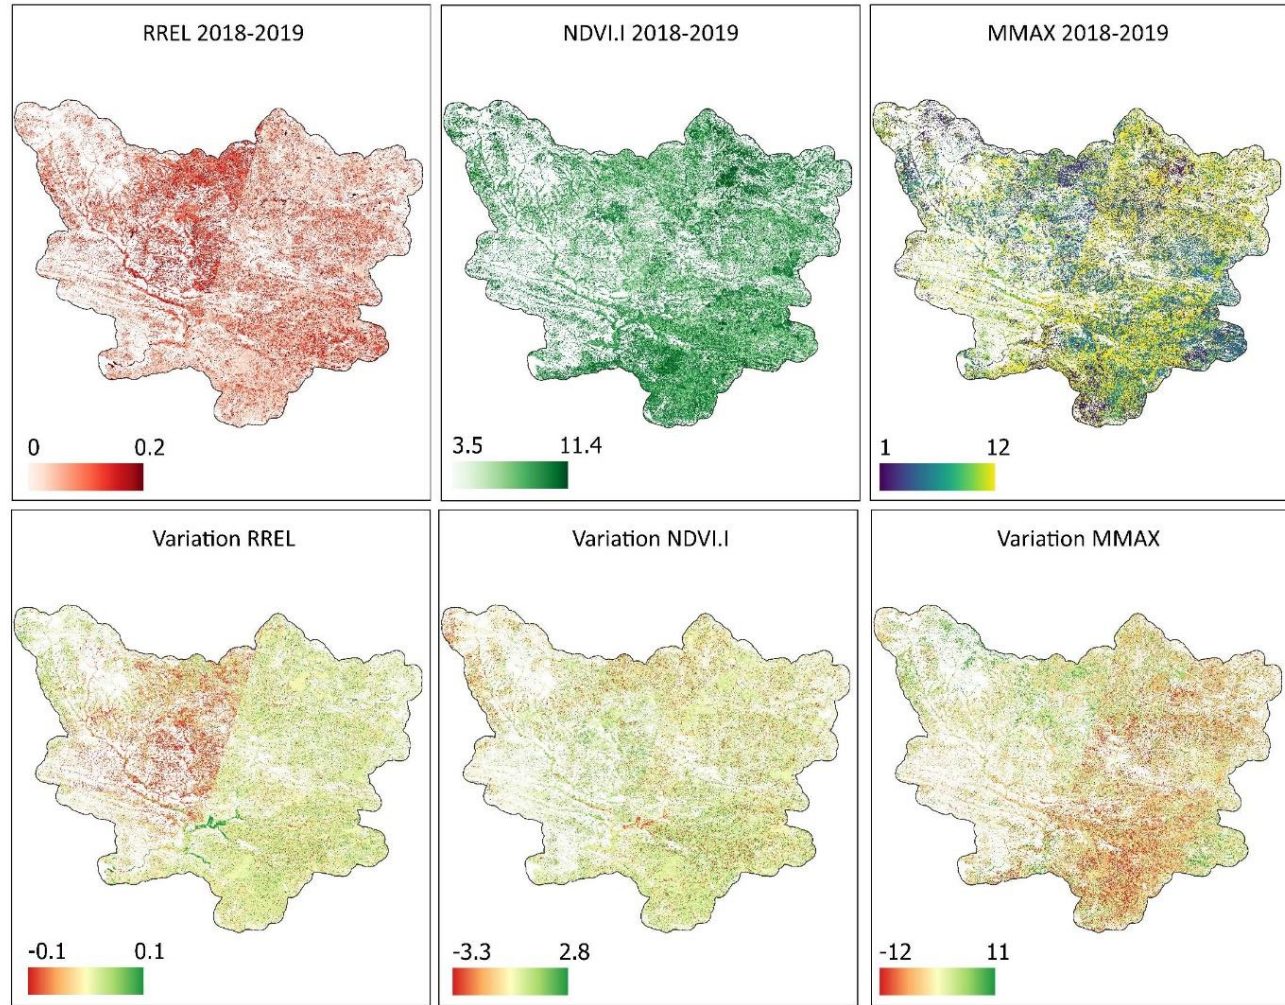 RREL 2018-2019
NDVI.I 2018-2019
MMAX 2018-2019
0 0.2
3.5 11.4
1 12
Variation RREL
Variation NDVI.I
Variation MMAX
-0.1 0.1
-3.3 2.8
-12 11